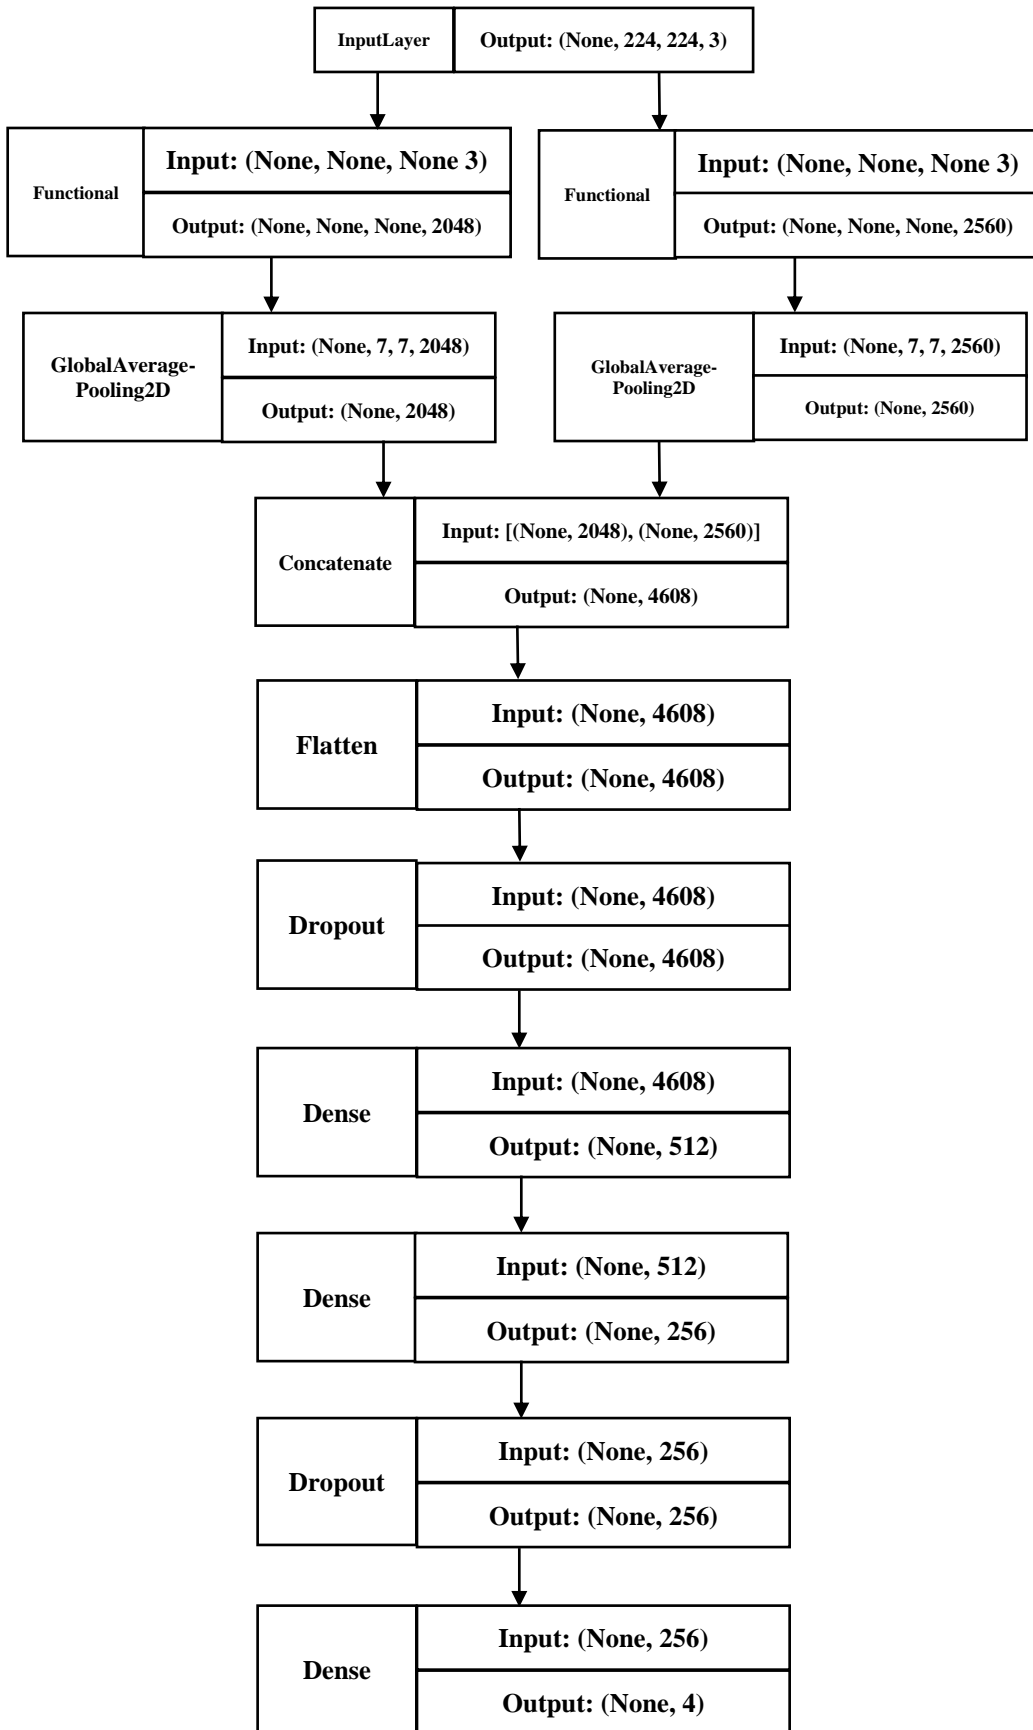 InputLayer
Output: (None, 224, 224, 3)
Functional
Input: (None, None, None 3)
Output: (None, None, None, 2048)
Functional
Input: (None, None, None 3)
Output: (None, None, None, 2560)
GlobalAverage-
Pooling2D
Input: (None, 7, 7, 2048)
Output: (None, 2048)
GlobalAverage-
Pooling2D
Input: (None, 7, 7, 2560)
Output: (None, 2560)
Concatenate
Input: [(None, 2048), (None, 2560)]
Output: (None, 4608)
Flatten
Input: (None, 4608)
Output: (None, 4608)
Dropout
Input: (None, 4608)
Output: (None, 4608)
Dense
Input: (None, 4608)
Output: (None, 512)
Dense
Input: (None, 512)
Output: (None, 256)
Dropout
Input: (None, 256)
Output: (None, 256)
Dense
Input: (None, 256)
Output: (None, 4)